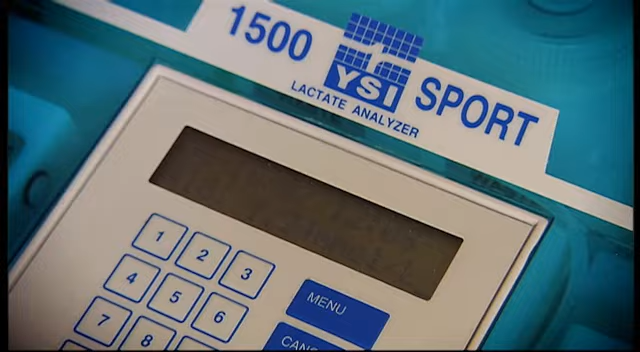 1500 YSI SPORT
LACTATE ANALYZER
1 2 3
MENU
4 5 6
7 8